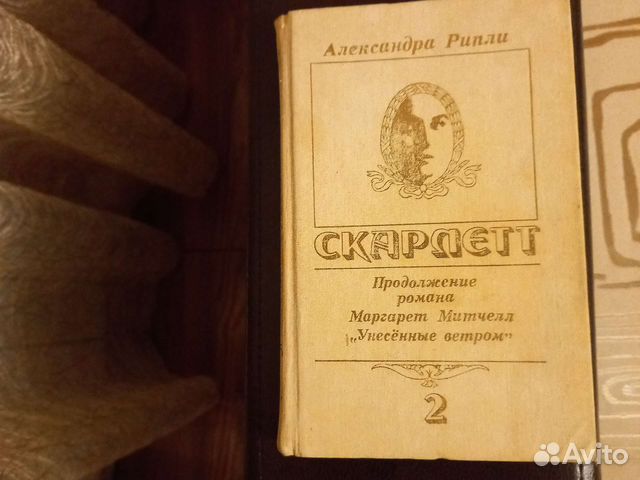 Александра Рипли
СКАРЛЕТТ
Продолжение
романа
Маргарет Митчелл
„Унесённые ветром"
2
Avito